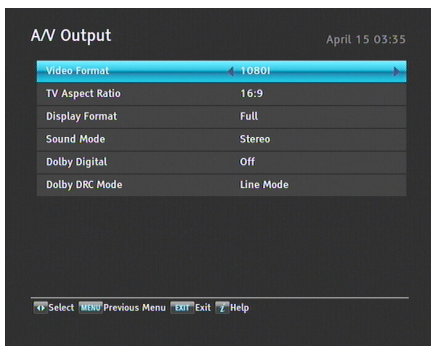 A/V Output
April 15 03:35
Video Format 1080I
TV Aspect Ratio 16:9
Display Format Full
Sound Mode Stereo
Dolby Digital Off
Dolby DRC Mode Line Mode
Select MENU Previous Menu EXIT Exit i Help